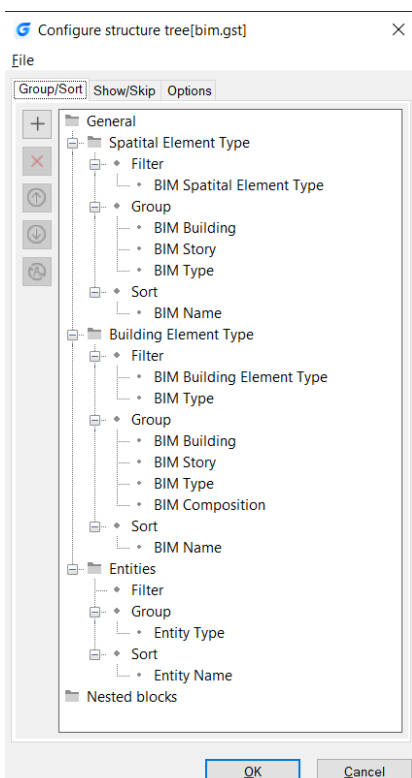 Configure structure tree[bim.gst]
File
Group/Sort Show/Skip Options
General
Spatital Element Type
Filter
BIM Spatital Element Type
Group
BIM Building
BIM Story
BIM Type
Sort
BIM Name
Building Element Type
Filter
BIM Building Element Type
BIM Type
Group
BIM Building
BIM Story
BIM Type
BIM Composition
Sort
BIM Name
Entities
Filter
Group
Entity Type
Sort
Entity Name
Nested blocks
OK Cancel